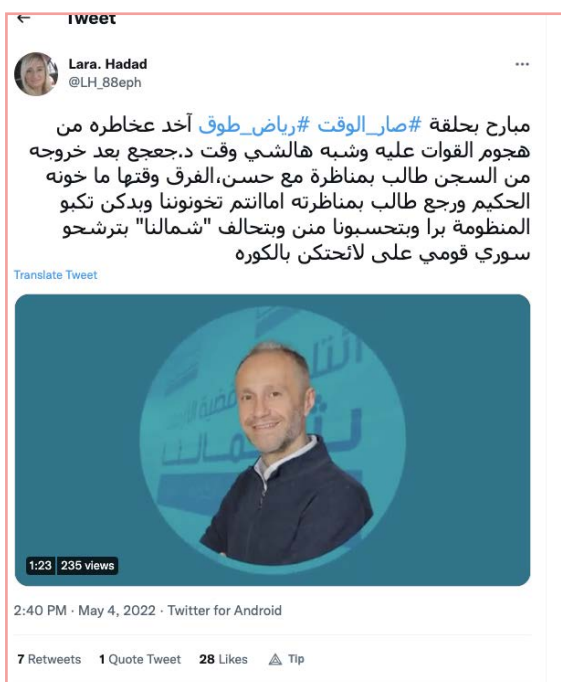 ← Tweet
Lara. Hadad
@LH_88eph
...
مبارح بحلقة #صار_الوقت #رياض_طوق آخد عخاطره من
هجوم القوات عليه وشبه هالشي وقت د.جعجع بعد خروجه
من السجن طالب بمناظرة مع حسن،الفرق وقتها ما خونه
الحكيم ورجع طالب بمناظرته اماانتم تخونوننا وبدكن تكبو
المنظومة برا وبتحسبونا منن وبتحالف "شمالنا" بترشحو
سوري قومي على لائحتكن بالكوره
Translate Tweet
شمالنا
1:23 235 views
2:40 PM · May 4, 2022 · Twitter for Android
7 Retweets 1 Quote Tweet 28 Likes Tip